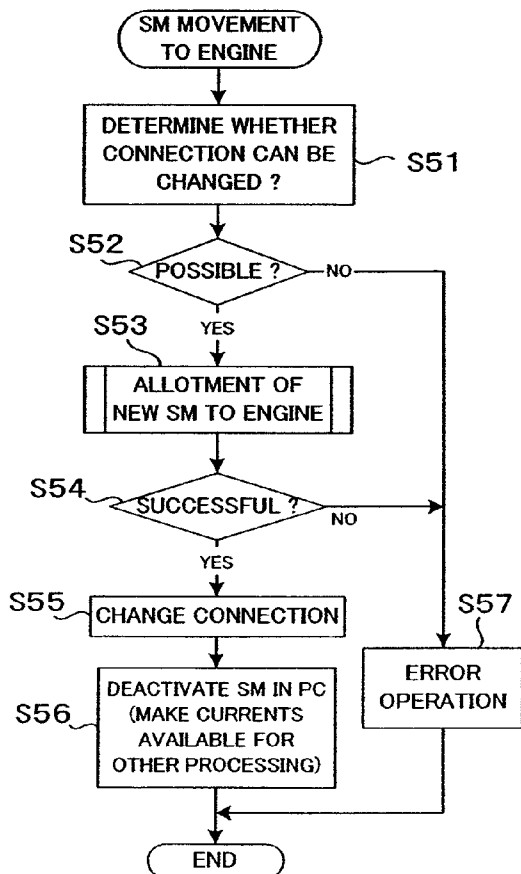 SM MOVEMENT
TO ENGINE
DETERMINE WHETHER
CONNECTION CAN BE
CHANGED ?
S51
S52
POSSIBLE ?
NO
YES
S53
ALLOTMENT OF
NEW SM TO ENGINE
S54
SUCCESSFUL ?
NO
YES
S55
CHANGE CONNECTION
S57
ERROR
OPERATION
S56
DEACTIVATE SM IN PC
(MAKE CURRENTS
AVAILABLE FOR
OTHER PROCESSING)
END